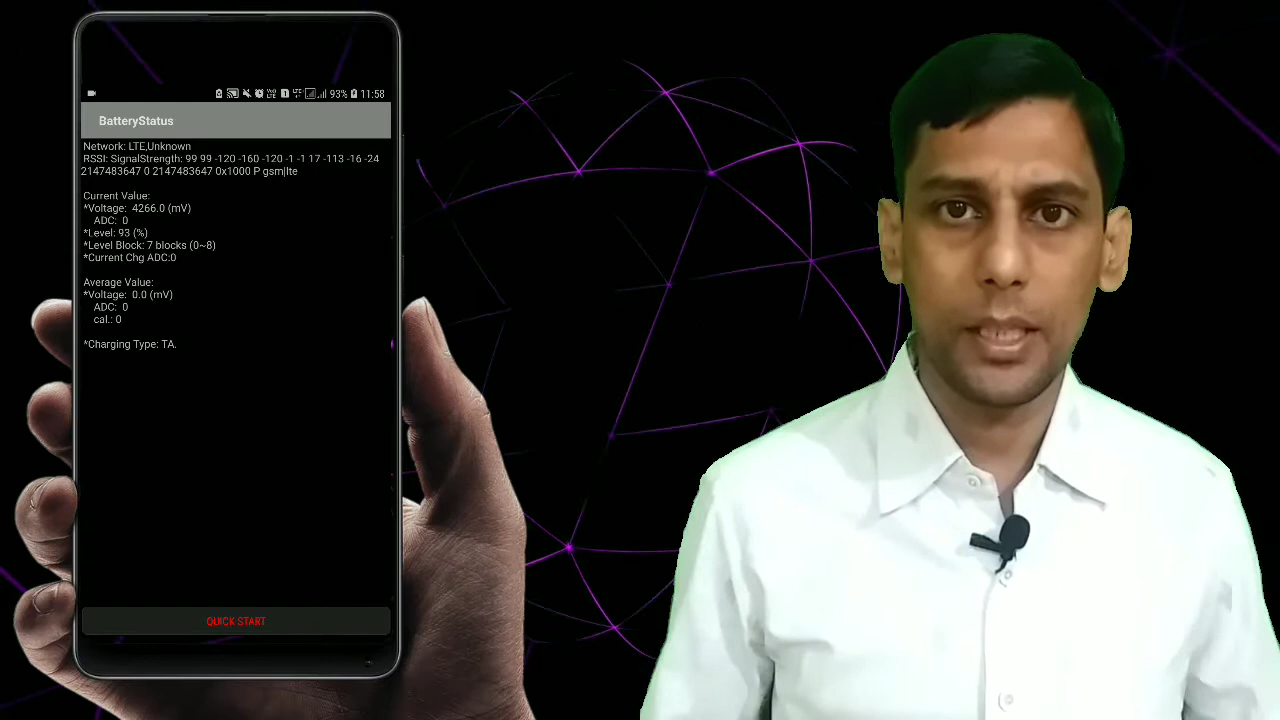 93% 11:58
BatteryStatus
Network: LTE,Unknown
RSSI: SignalStrength: 99 99 -120 -160 -120 -1 -1 17 -113 -16 -24
2147483647 0 2147483647 0x1000 P gsm|lte
Current Value:
*Voltage: 4266.0 (mV)
ADC: 0
*Level: 93 (%)
*Level Block: 7 blocks (0~8)
*Current Chg ADC:0
Average Value:
*Voltage: 0.0 (mV)
ADC: 0
cal.: 0
*Charging Type: TA.
QUICK START